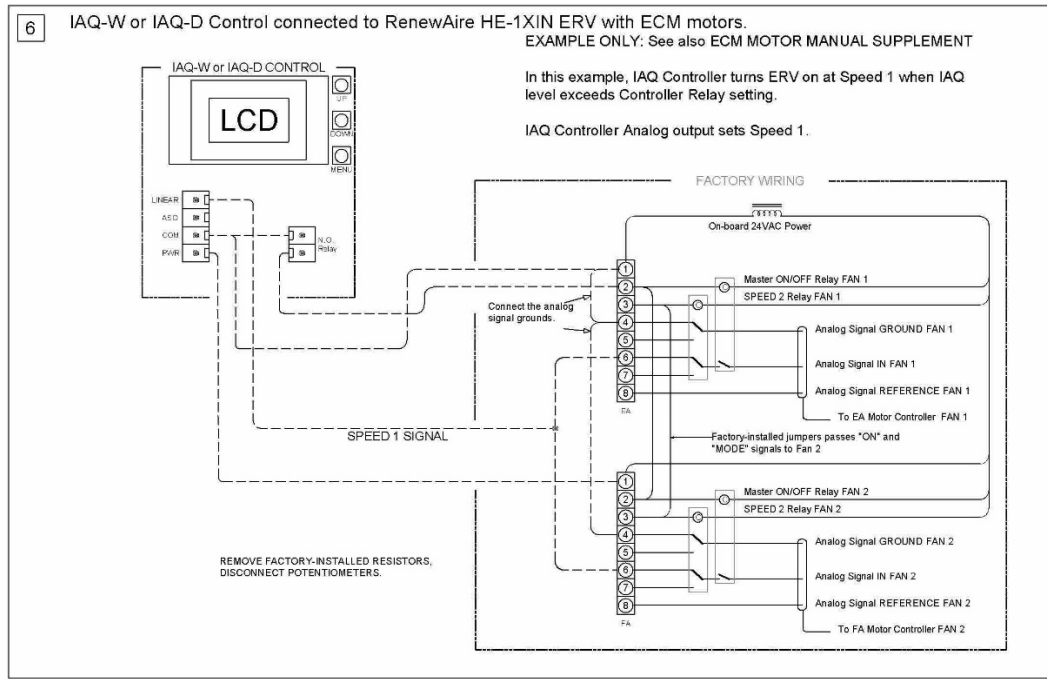 6
IAQ-W or IAQ-D Control connected to RenewAire HE-1XIN ERV with ECM motors.
EXAMPLE ONLY: See also ECM MOTOR MANUAL SUPPLEMENT
In this example, IAQ Controller turns ERV on at Speed 1 when IAQ
level exceeds Controller Relay setting.
IAQ Controller Analog output sets Speed 1.
IAQ-W or IAQ-D CONTROL
LCD
UP
DOWN
MENU
LINEAR
ASD
COM
PWR
N.O.
Relay
FACTORY WIRING
On-board 24VAC Power
1
2
3
4
5
6
7
8
EA
Master ON/OFF Relay FAN 1
SPEED 2 Relay FAN 1
Connect the analog
signal grounds.
Analog Signal GROUND FAN 1
Analog Signal IN FAN 1
Analog Signal REFERENCE FAN 1
To EA Motor Controller FAN 1
SPEED 1 SIGNAL
Factory-installed jumpers passes "ON" and
"MODE" signals to Fan 2
1
2
3
4
5
6
7
8
FA
Master ON/OFF Relay FAN 2
SPEED 2 Relay FAN 2
Analog Signal GROUND FAN 2
Analog Signal IN FAN 2
Analog Signal REFERENCE FAN 2
To FA Motor Controller FAN 2
REMOVE FACTORY-INSTALLED RESISTORS,
DISCONNECT POTENTIOMETERS.